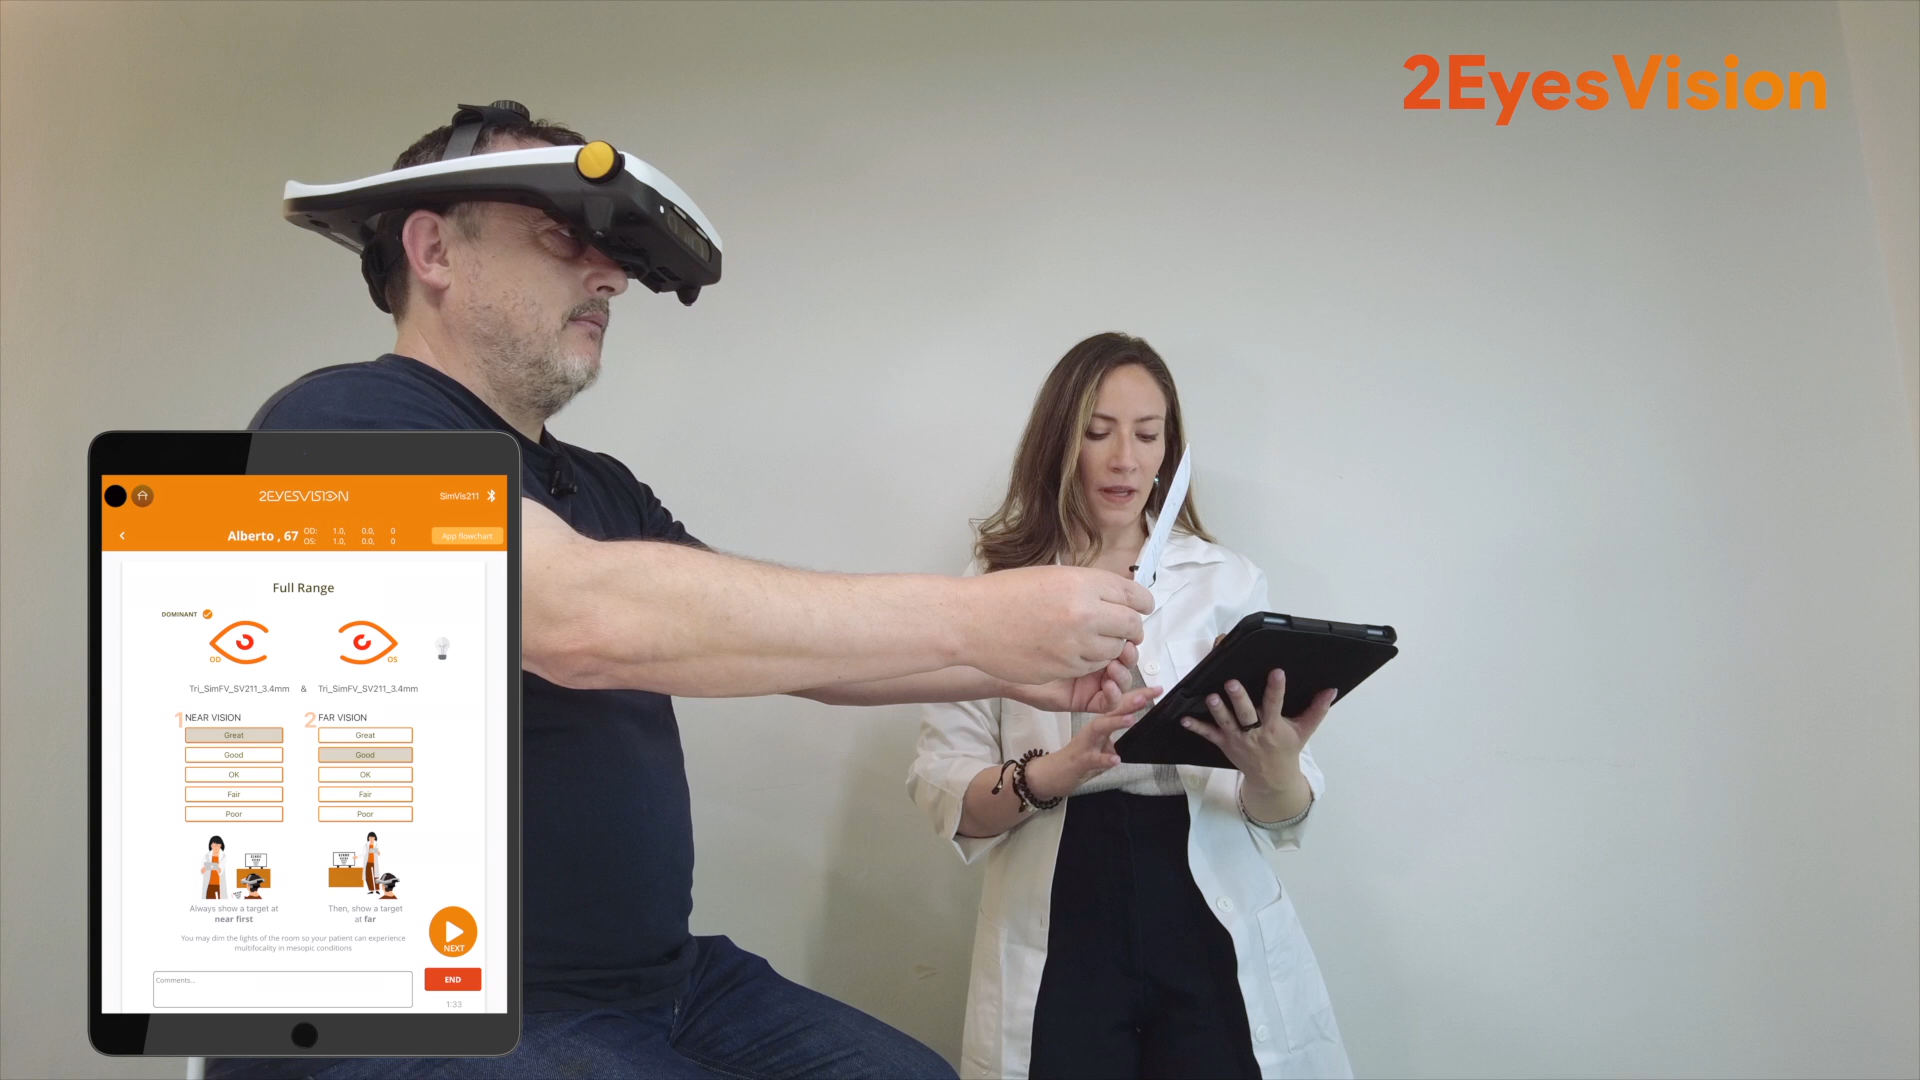 2EyesVision
2EYESVISION
SimVis211
Alberto , 67
OD: 1.0, 0.0, 0
OS: 1.0, 0.0, 0
App flowchart
Full Range
DOMINANT
OD
OS
Tri_SimFV_SV211_3.4mm & Tri_SimFV_SV211_3.4mm
1 NEAR VISION
Great
Good
OK
Fair
Poor
2 FAR VISION
Great
Good
OK
Fair
Poor
Always show a target at
near first
Then, show a target
at far
You may dim the lights of the room so your patient can experience
multifocality in mesopic conditions
NEXT
Comments...
END
1:33